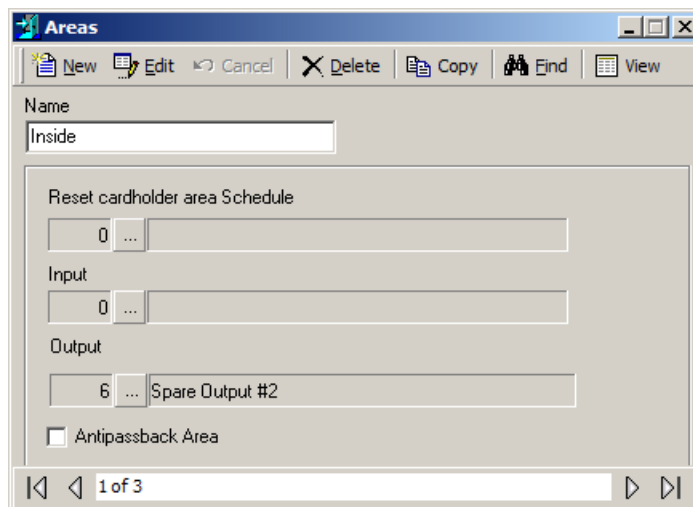 Areas
New Edit Cancel Delete Copy Find View
Name
Inside
Reset cardholder area Schedule
0 ...
Input
0 ...
Output
6 ... Spare Output #2
Antipassback Area
1 of 3